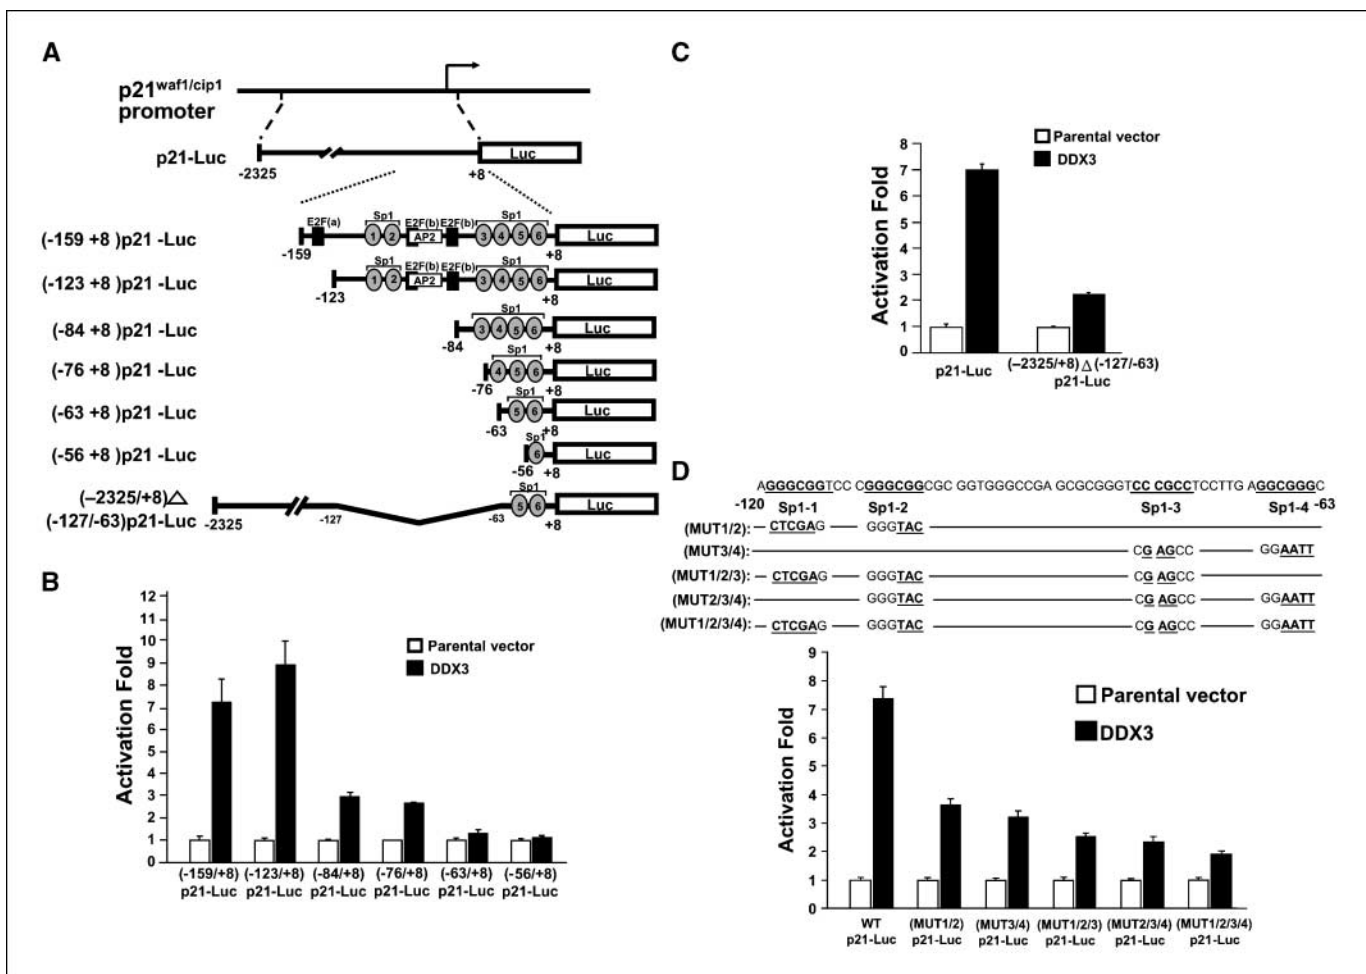 A
p21waf1/cip1
promoter
p21-Luc
Luc
-2325
+8
(-159 +8 )p21 -Luc
E2F(a)
Sp1
E2F(b)
E2F(b)
Sp1
1 2 AP2 3 4 5 6
Luc
-159
+8
(-123 +8 )p21 -Luc
Sp1
E2F(b)
E2F(b)
Sp1
1 2 AP2 3 4 5 6
Luc
-123
+8
(-84 +8 )p21 -Luc
Sp1
3 4 5 6
Luc
-84
+8
(-76 +8 )p21 -Luc
Sp1
4 5 6
Luc
-76
+8
(-63 +8 )p21 -Luc
Sp1
5 6
Luc
-63
+8
(-56 +8 )p21 -Luc
Sp1
6
Luc
-56
+8
(–2325/+8)△
(-127/-63)p21-Luc
Sp1
5 6
Luc
-2325
-127
-63
+8
B
Activation Fold
12
11
10
9
8
7
6
5
4
3
2
1
0
Parental vector
DDX3
(-159/+8) (-123/+8) (-84/+8) (-76/+8) (-63/+8) (-56/+8)
p21-Luc p21-Luc p21-Luc p21-Luc p21-Luc p21-Luc
C
Parental vector
DDX3
Activation Fold
8
7
6
5
4
3
2
1
0
p21-Luc
(–2325/+8)△(-127/-63)
p21-Luc
D
AGGGCGGTCCC GGGCGGCGC GGTGGGCCGA GCGCGGGTCC CGCCTCCTTG AGGCGGGC
-120 Sp1-1 Sp1-2 Sp1-3 Sp1-4 -63
(MUT1/2): CTCGAG GGGTAC
(MUT3/4): CG AGCC GGAATT
(MUT1/2/3): CTCGAG GGGTAC CG AGCC
(MUT2/3/4): GGGTAC CG AGCC GGAATT
(MUT1/2/3/4): CTCGAG GGGTAC CG AGCC GGAATT
Activation Fold
9
8
7
6
5
4
3
2
1
0
Parental vector
DDX3
WT (MUT1/2) (MUT3/4) (MUT1/2/3) (MUT2/3/4) (MUT1/2/3/4)
p21-Luc p21-Luc p21-Luc p21-Luc p21-Luc p21-Luc